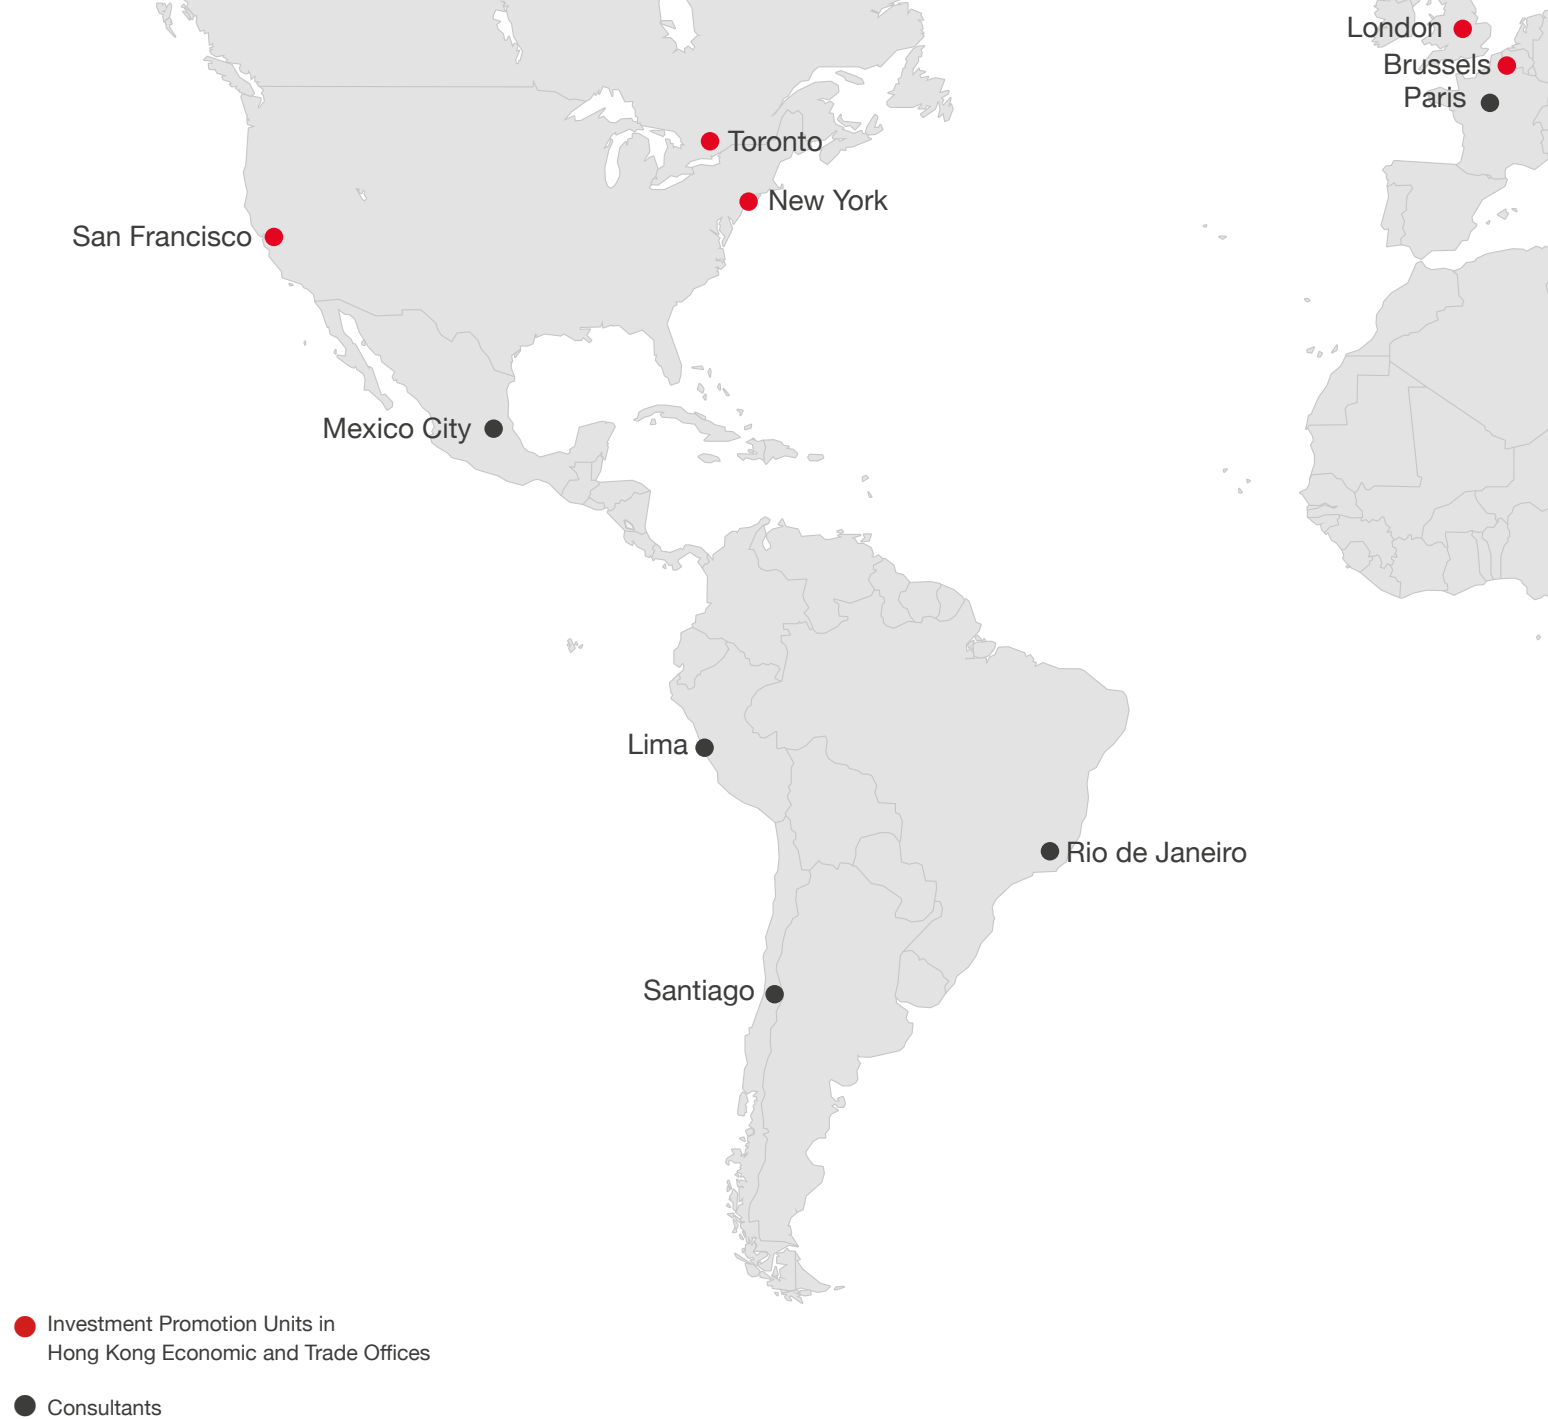 London
Brussels
Paris
Toronto
New York
San Francisco
Mexico City
Lima
Rio de Janeiro
Santiago
Investment Promotion Units in
Hong Kong Economic and Trade Offices
Consultants